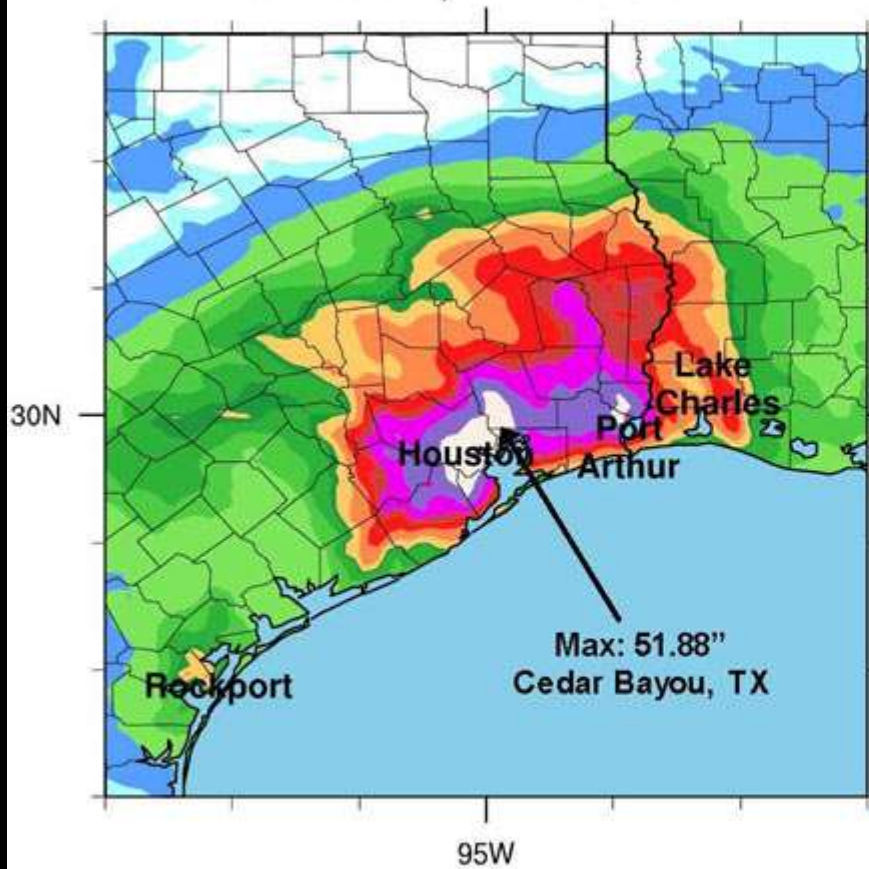 Lake
Charles
30N
Port
Houston
Arthur
Max: 51.88”
Cedar Bayou, TX
Rockport
95W